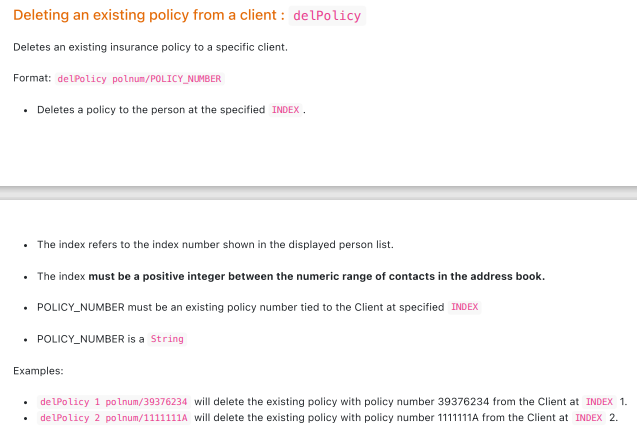 Deleting an existing policy from a client : delPolicy
Deletes an existing insurance policy to a specific client.
Format: delPolicy polnum/POLICY_NUMBER
• Deletes a policy to the person at the specified INDEX .
• The index refers to the index number shown in the displayed person list.
• The index must be a positive integer between the numeric range of contacts in the address book.
• POLICY_NUMBER must be an existing policy number tied to the Client at specified INDEX
• POLICY_NUMBER is a String
Examples:
• delPolicy 1 polnum/39376234 will delete the existing policy with policy number 39376234 from the Client at INDEX 1.
• delPolicy 2 polnum/1111111A will delete the existing policy with policy number 1111111A from the Client at INDEX 2.